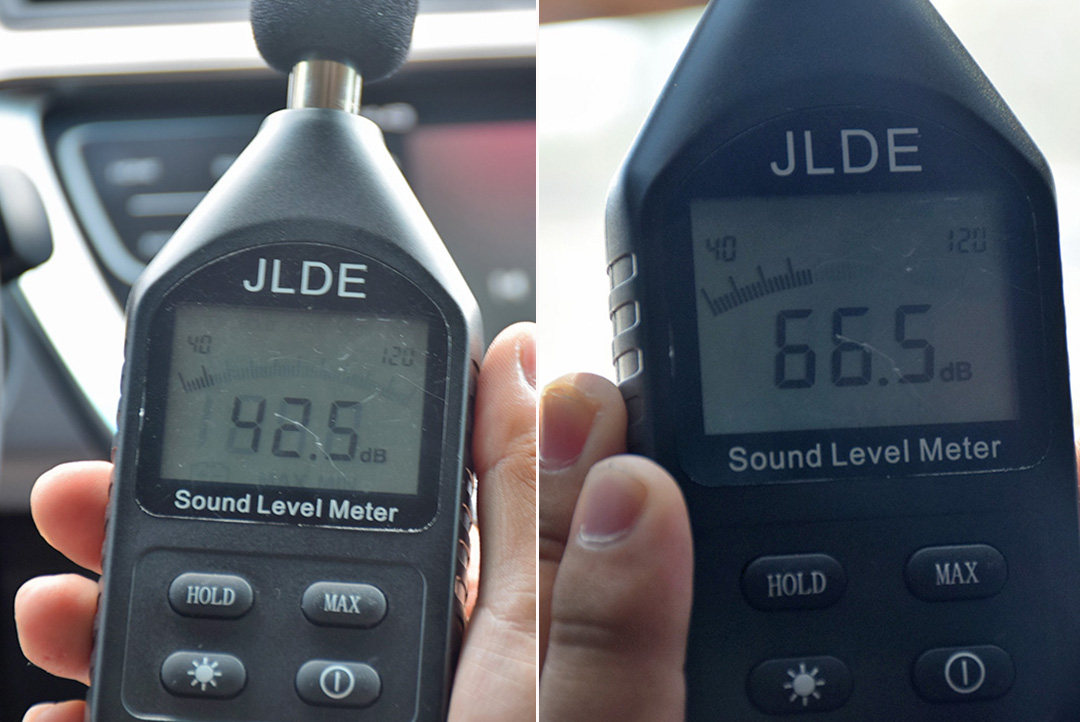 JLDE
40 120
42.5 dB
Sound Level Meter
HOLD MAX
JLDE
40 120
66.5 dB
Sound Level Meter
HOLD MAX